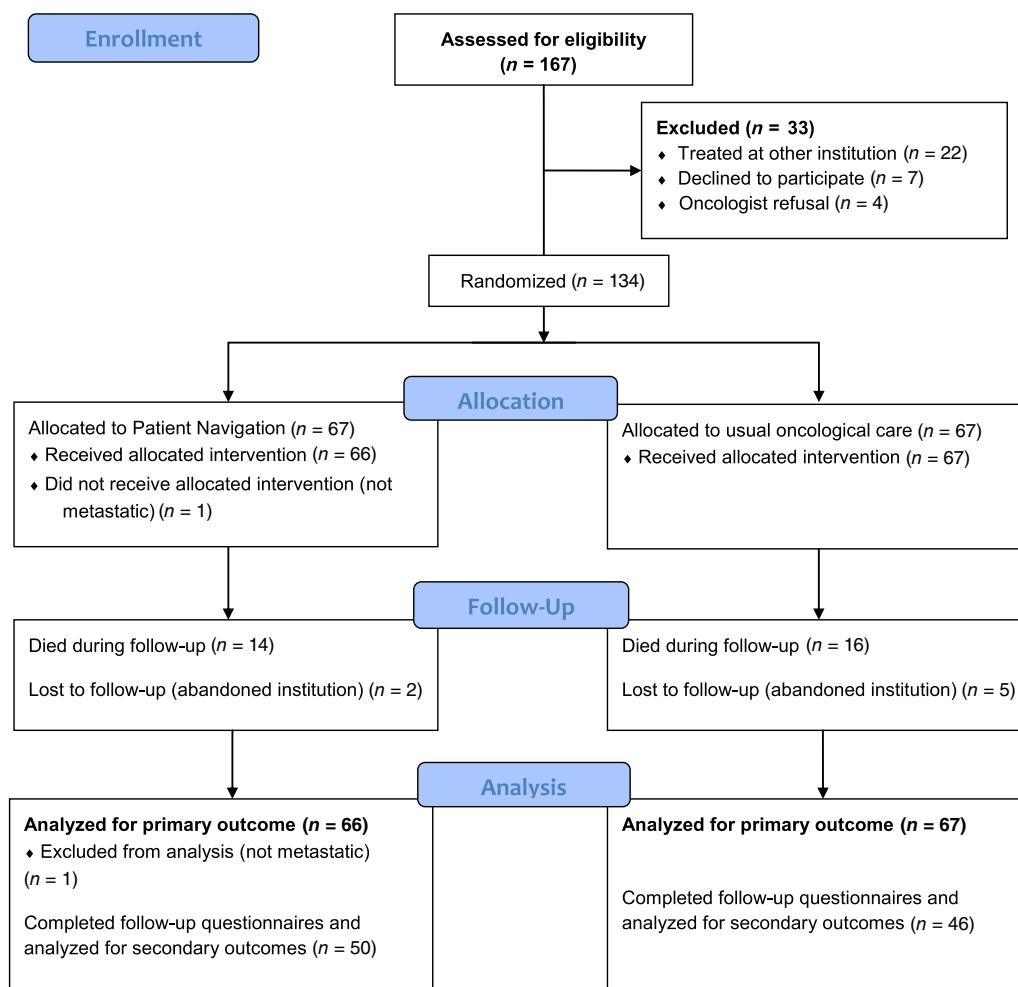 Enrollment
Assessed for eligibility
(n = 167)
Excluded (n = 33)
♦ Treated at other institution (n = 22)
♦ Declined to participate (n = 7)
♦ Oncologist refusal (n = 4)
Randomized (n = 134)
Allocation
Allocated to Patient Navigation (n = 67)
♦ Received allocated intervention (n = 66)
♦ Did not receive allocated intervention (not
metastatic) (n = 1)
Allocated to usual oncological care (n = 67)
♦ Received allocated intervention (n = 67)
Follow-Up
Died during follow-up (n = 14)
Lost to follow-up (abandoned institution) (n = 2)
Died during follow-up (n = 16)
Lost to follow-up (abandoned institution) (n = 5)
Analysis
Analyzed for primary outcome (n = 66)
♦ Excluded from analysis (not metastatic)
(n = 1)
Completed follow-up questionnaires and
analyzed for secondary outcomes (n = 50)
Analyzed for primary outcome (n = 67)
Completed follow-up questionnaires and
analyzed for secondary outcomes (n = 46)